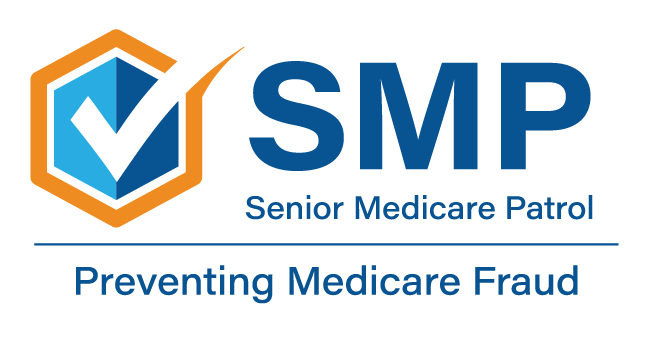 SMP
Senior Medicare Patrol
Preventing Medicare Fraud